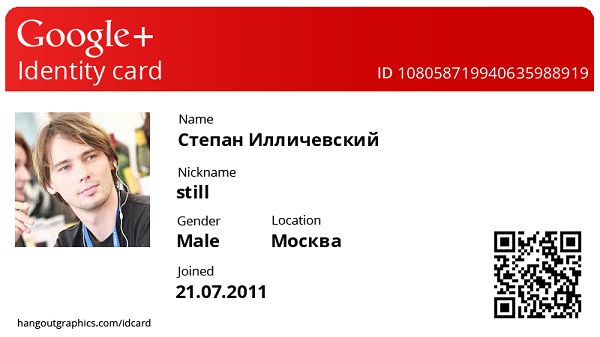 Google+
Identity card
ID 108058719940635988919
Name
Степан Илличевский
Nickname
still
Gender
Location
Male
Москва
Joined
21.07.2011
hangoutgraphics.com/idcard